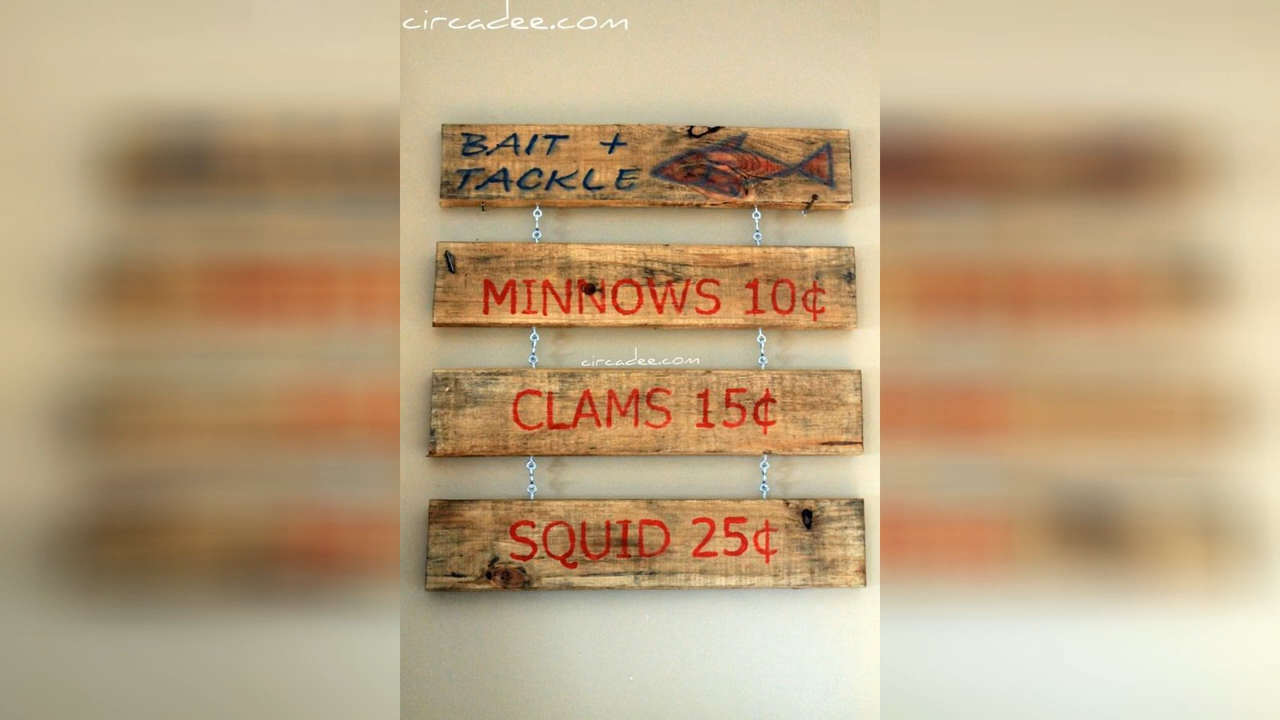 circadee.com
BAIT +
TACKLE
MINNOWS 10¢
circadee.com
CLAMS 15¢
SQUID 25¢